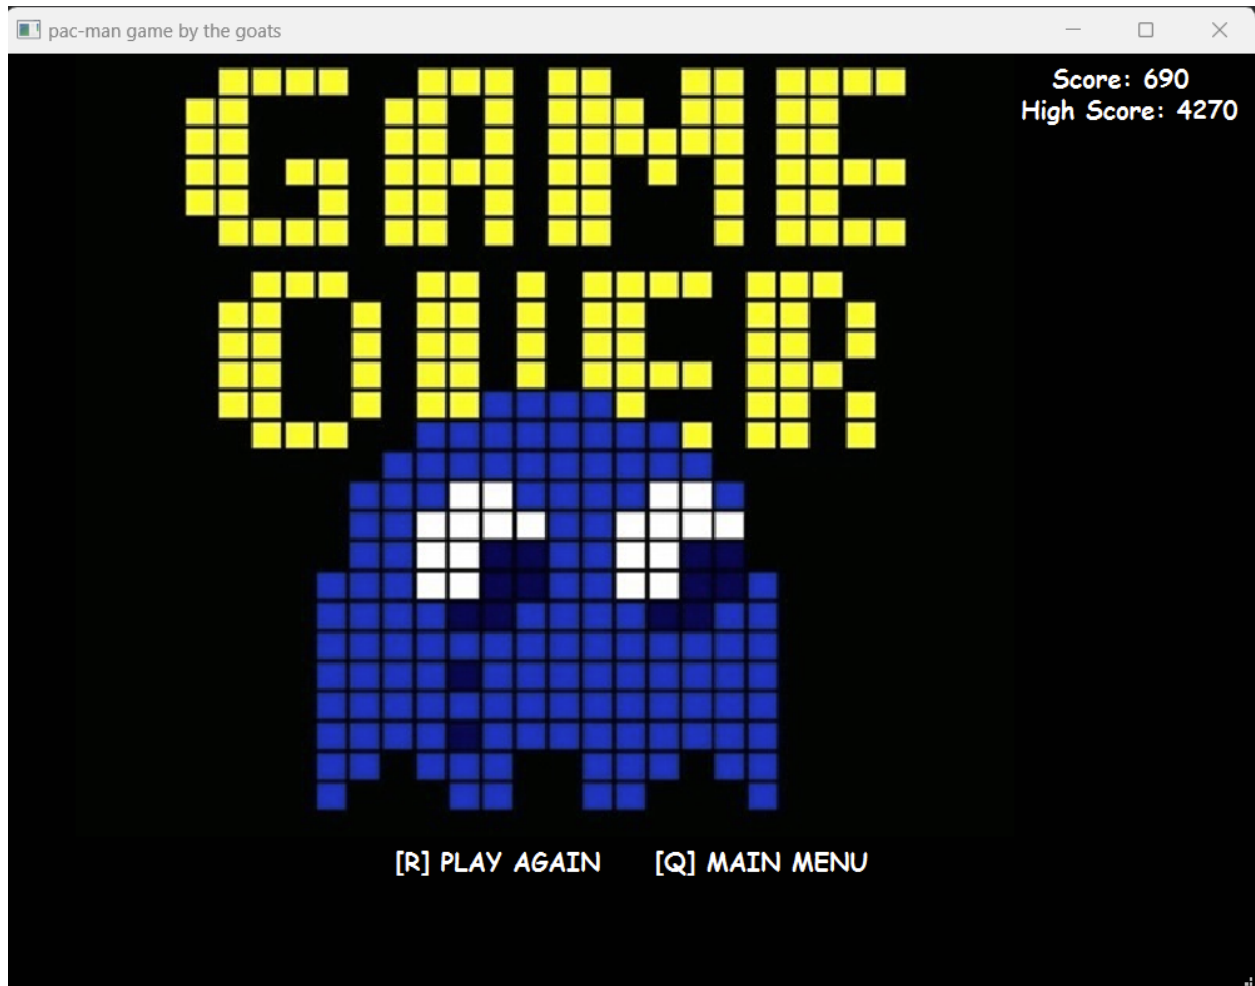 pac-man game by the goats
Score: 690
High Score: 4270
GAME
OVER
[R] PLAY AGAIN [Q] MAIN MENU